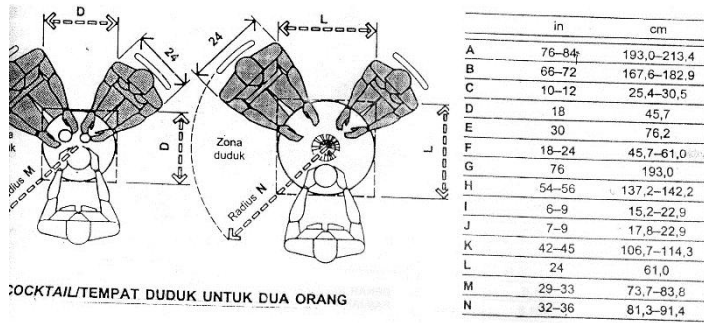 D
24
D
M
L
24
Zona
duduk
L
Radius N
COCKTAIL/TEMPAT DUDUK UNTUK DUA ORANG
in cm
A 76–84 193,0–213,4
B 66–72 167,6–182,9
C 10–12 25,4–30,5
D 18 45,7
E 30 76,2
F 18–24 45,7–61,0
G 76 193,0
H 54–56 137,2–142,2
I 6–9 15,2–22,9
J 7–9 17,8–22,9
K 42–45 106,7–114,3
L 24 61,0
M 29–33 73,7–83,8
N 32–36 81,3–91,4